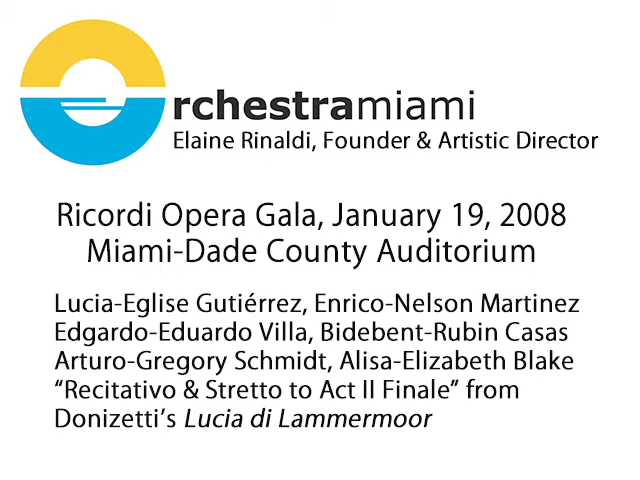 rchestramiami
Elaine Rinaldi, Founder & Artistic Director
Ricordi Opera Gala, January 19, 2008
Miami-Dade County Auditorium
Lucia-Eglise Gutiérrez, Enrico-Nelson Martinez
Edgardo-Eduardo Villa, Bidebent-Rubin Casas
Arturo-Gregory Schmidt, Alisa-Elizabeth Blake
“Recitativo & Stretto to Act II Finale” from
Donizetti’s Lucia di Lammermoor